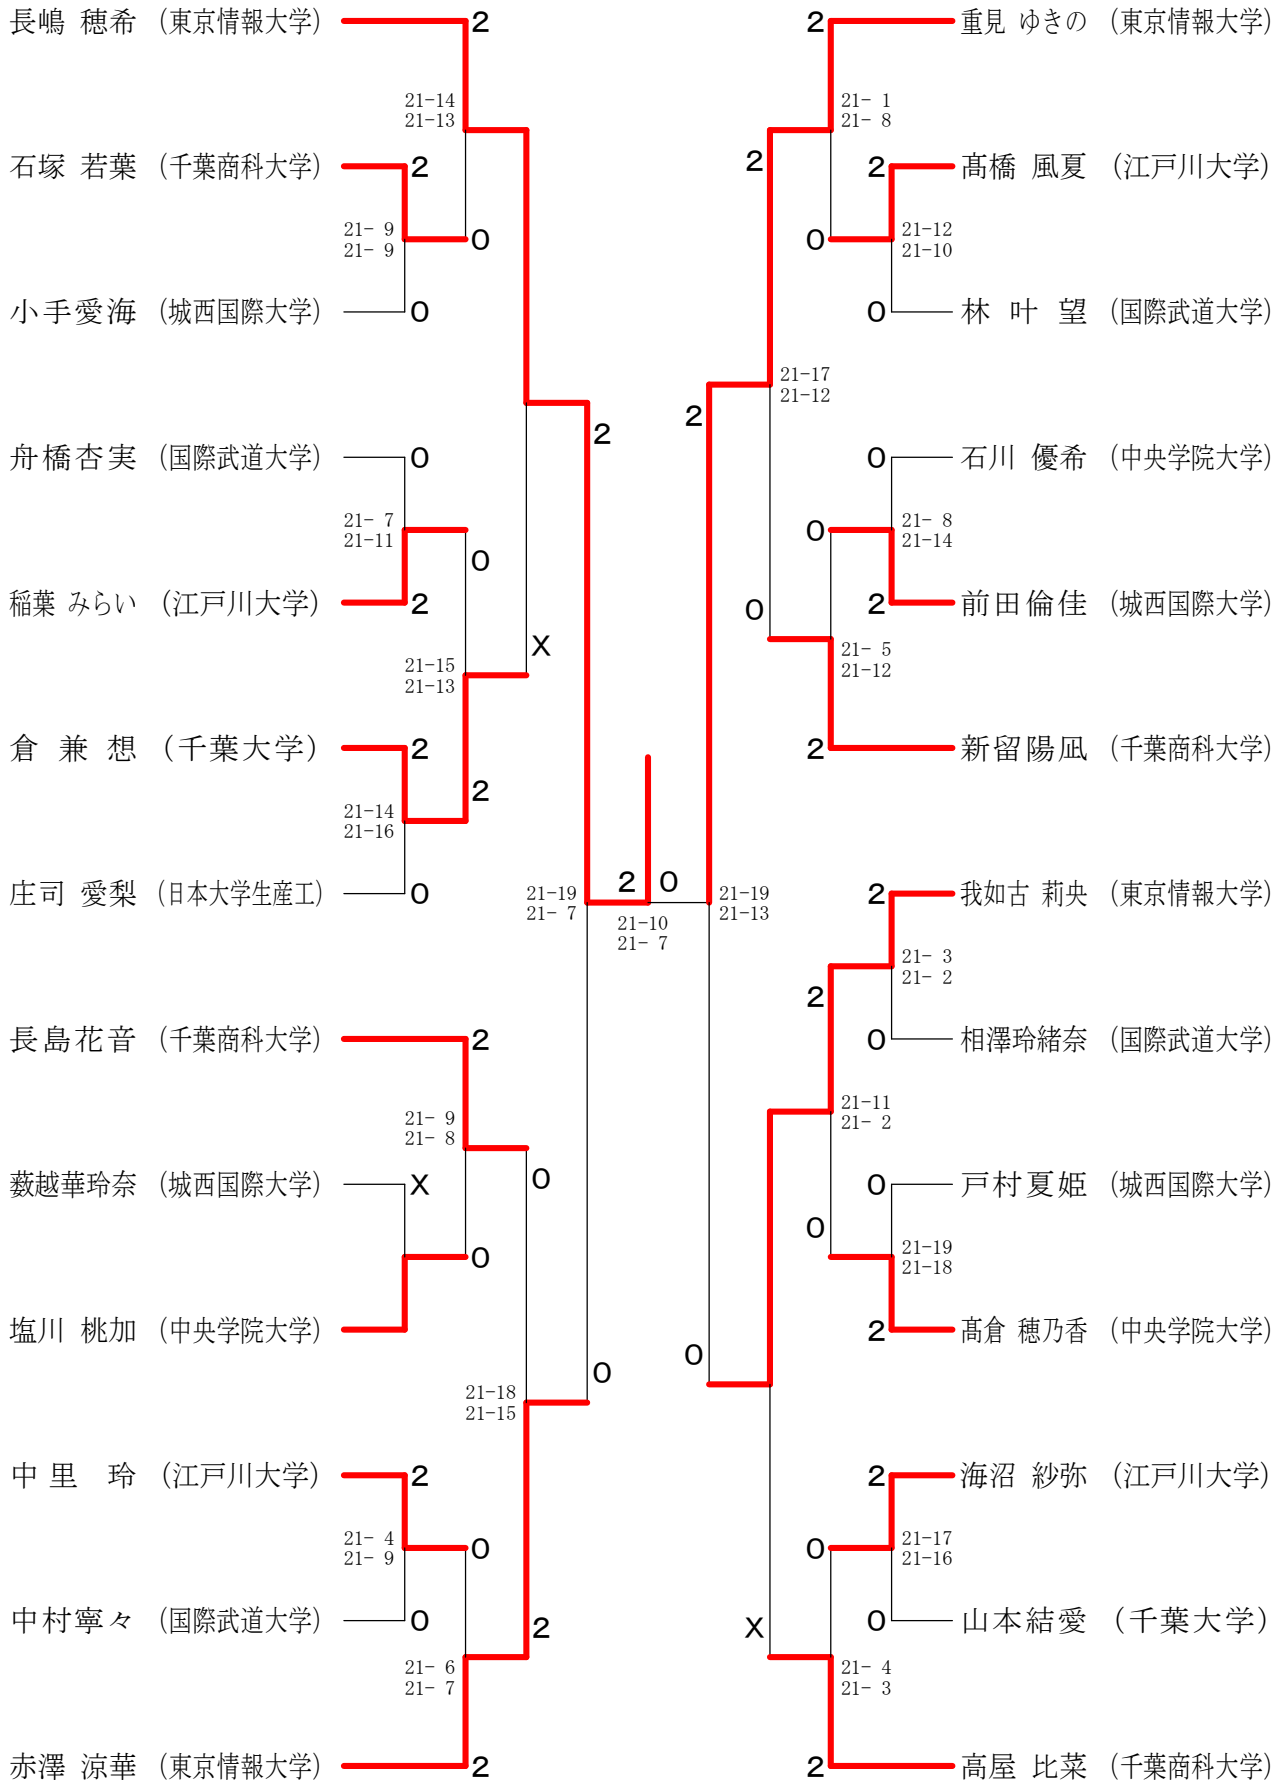 長嶋 穂希 (東京情報大学) 2 2 重見 ゆきの (東京情報大学)
21-14 21- 1
21-13 21- 8
石塚 若葉 (千葉商科大学) 2 2 2 髙橋 風夏 (江戸川大学)
21- 9 21-12
21- 9 0 0 21-10
小手愛海 (城西国際大学) 0 0 林 叶 望 (国際武道大学)
21-17
21-12
2 2
舟橋杏実 (国際武道大学) 0 0 石川 優希 (中央学院大学)
21- 7 21- 8
21-11 0 0 21-14
稲葉 みらい (江戸川大学) 2 0 2 前田倫佳 (城西国際大学)
X
21-15 21- 5
21-13 21-12
倉 兼 想 (千葉大学) 2 2 新留陽凪 (千葉商科大学)
2
21-14
21-16
庄司 愛梨 (日本大学生産工) 0 21-19 2 0 21-19 2 我如古 莉央 (東京情報大学)
21- 7 21-13
21-10
21- 7
21- 3
21- 2
2
長島花音 (千葉商科大学) 2 0 相澤玲緒奈 (国際武道大学)
21- 9 21-11
21- 8 21- 2
薮越華玲奈 (城西国際大学) X 0 0 戸村夏姫 (城西国際大学)
0 0 21-19
21-18
塩川 桃加 (中央学院大学) 2 髙倉 穂乃香 (中央学院大学)
0 0
21-18
21-15
中 里 玲 (江戸川大学) 2 2 海沼 紗弥 (江戸川大学)
21- 4 21-17
21- 9 0 0 21-16
中村寧々 (国際武道大学) 0 2 X 0 山本結愛 (千葉大学)
21- 6 21- 4
21- 7 21- 3
赤澤 涼華 (東京情報大学) 2 2 高屋 比菜 (千葉商科大学)